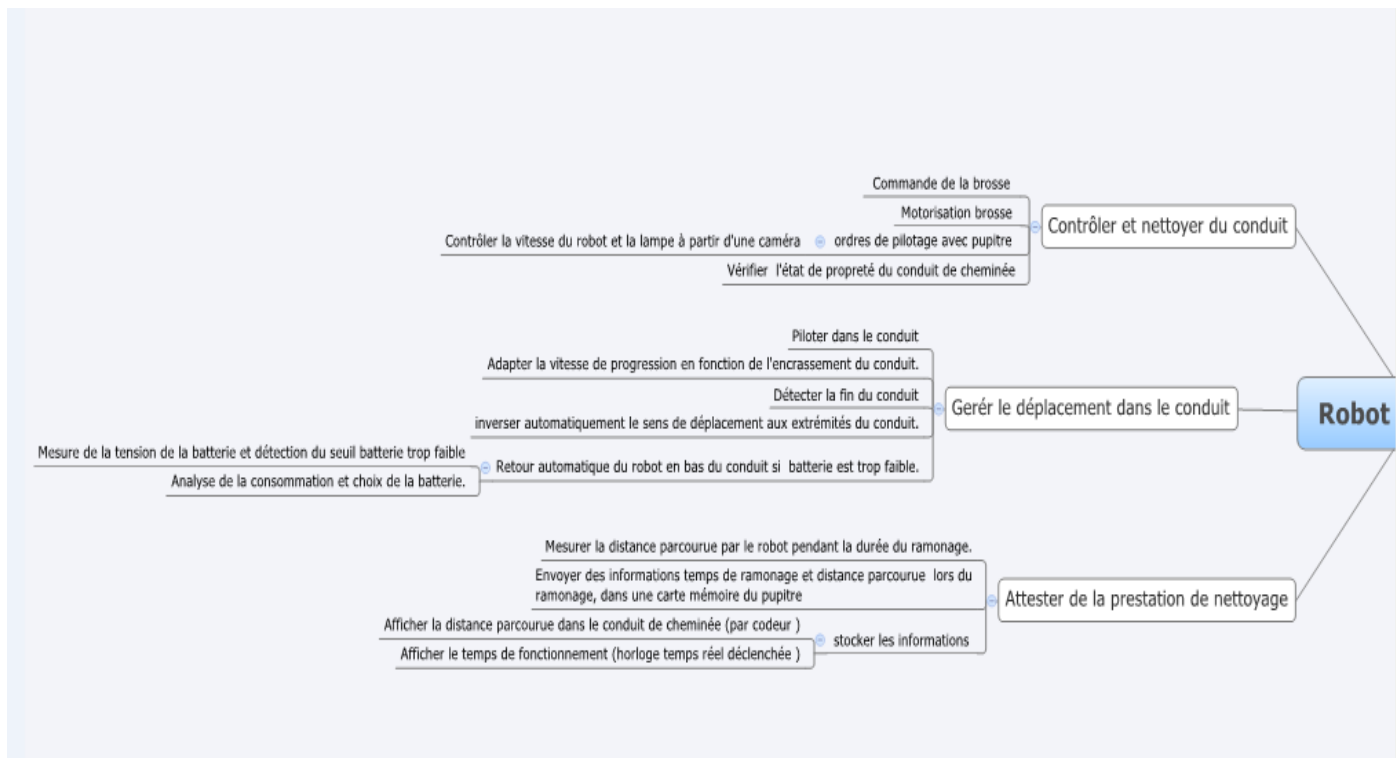 Commande de la brosse
Motorisation brosse
Contrôler la vitesse du robot et la lampe à partir d'une caméra
ordres de pilotage avec pupitre
Vérifier l'état de propreté du conduit de cheminée
Contrôler et nettoyer du conduit
Piloter dans le conduit
Adapter la vitesse de progression en fonction de l'encrassement du conduit.
Détecter la fin du conduit
inverser automatiquement le sens de déplacement aux extrémités du conduit.
Mesure de la tension de la batterie et détection du seuil batterie trop faible
Analyse de la consommation et choix de la batterie.
Retour automatique du robot en bas du conduit si batterie est trop faible.
Gerér le déplacement dans le conduit
Robot
Mesurer la distance parcourue par le robot pendant la durée du ramonage.
Envoyer des informations temps de ramonage et distance parcourue lors du
ramonage, dans une carte mémoire du pupitre
Afficher la distance parcourue dans le conduit de cheminée (par codeur )
Afficher le temps de fonctionnement (horloge temps réel déclenchée )
stocker les informations
Attester de la prestation de nettoyage